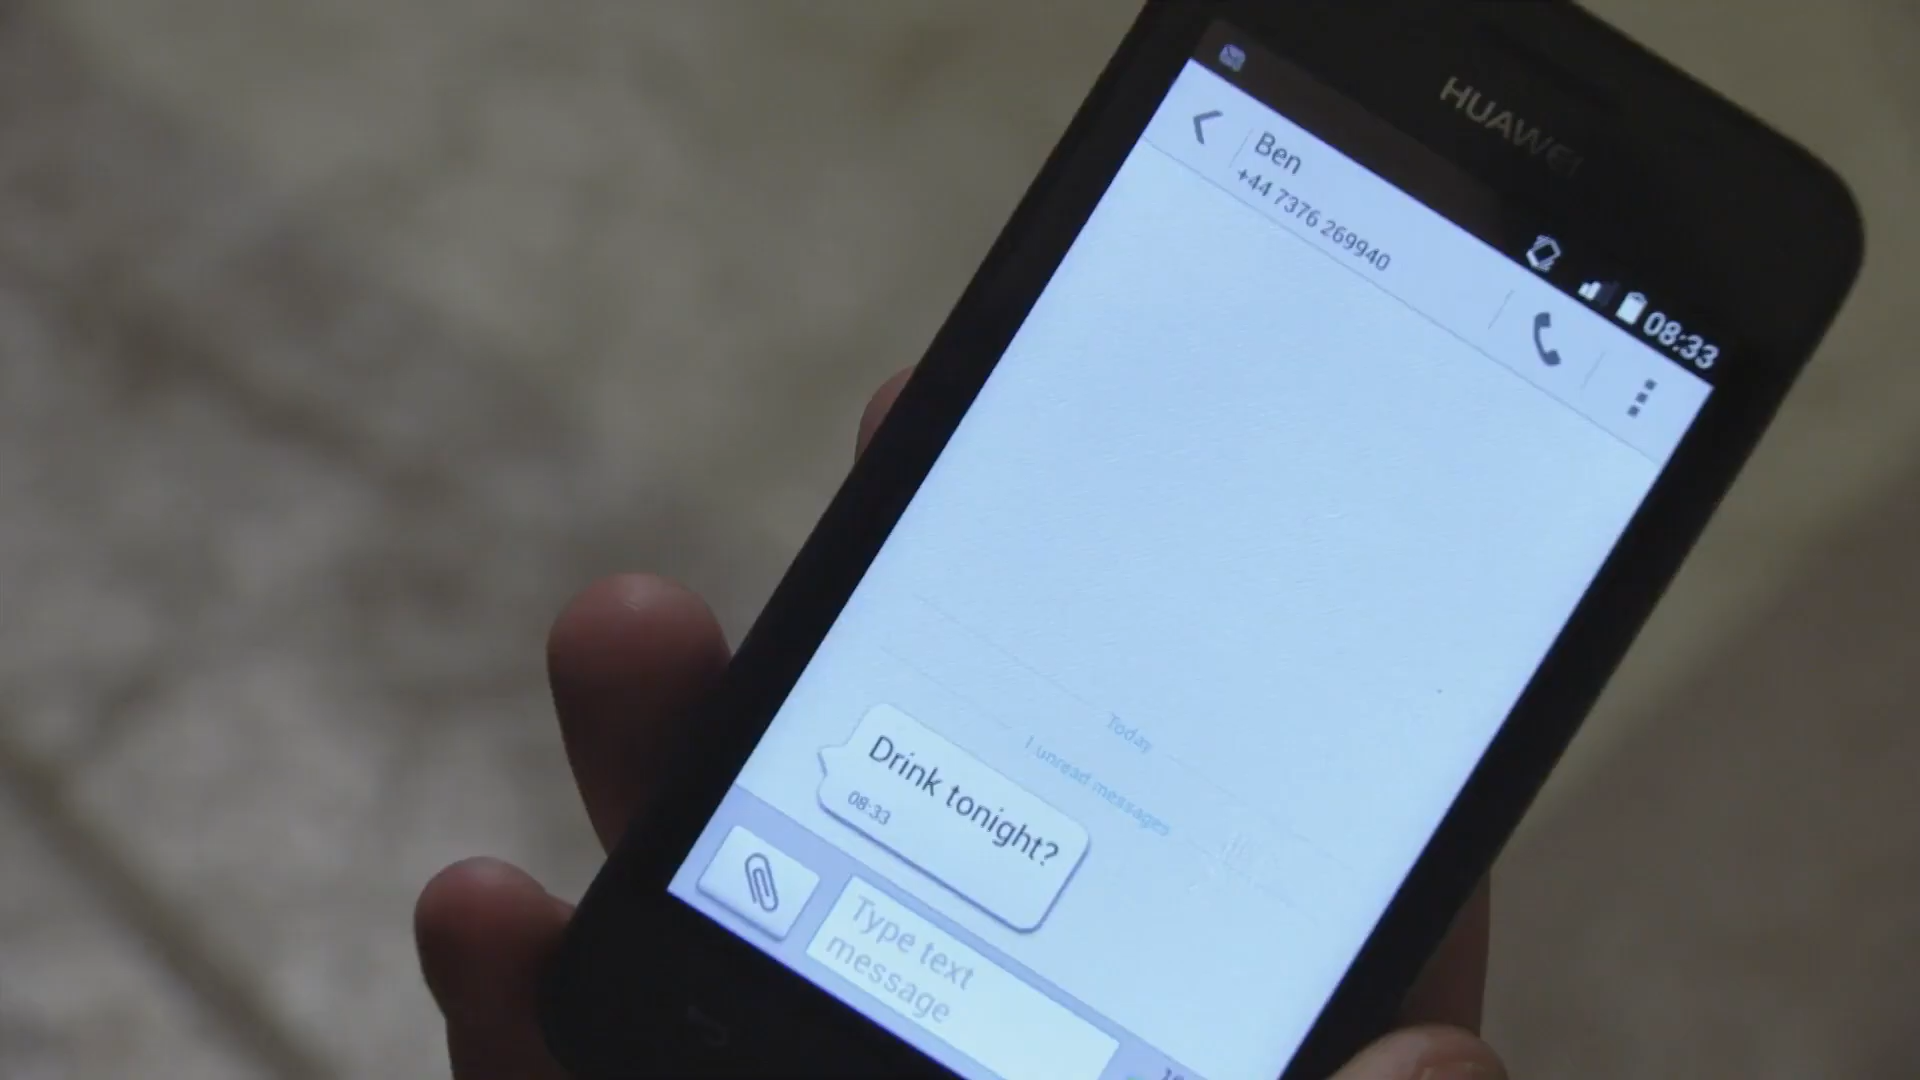 HUAWEI
08:33
Ben
+44 7376 269940
Today
1 unread messages
Drink tonight?
08:33
Type text
message